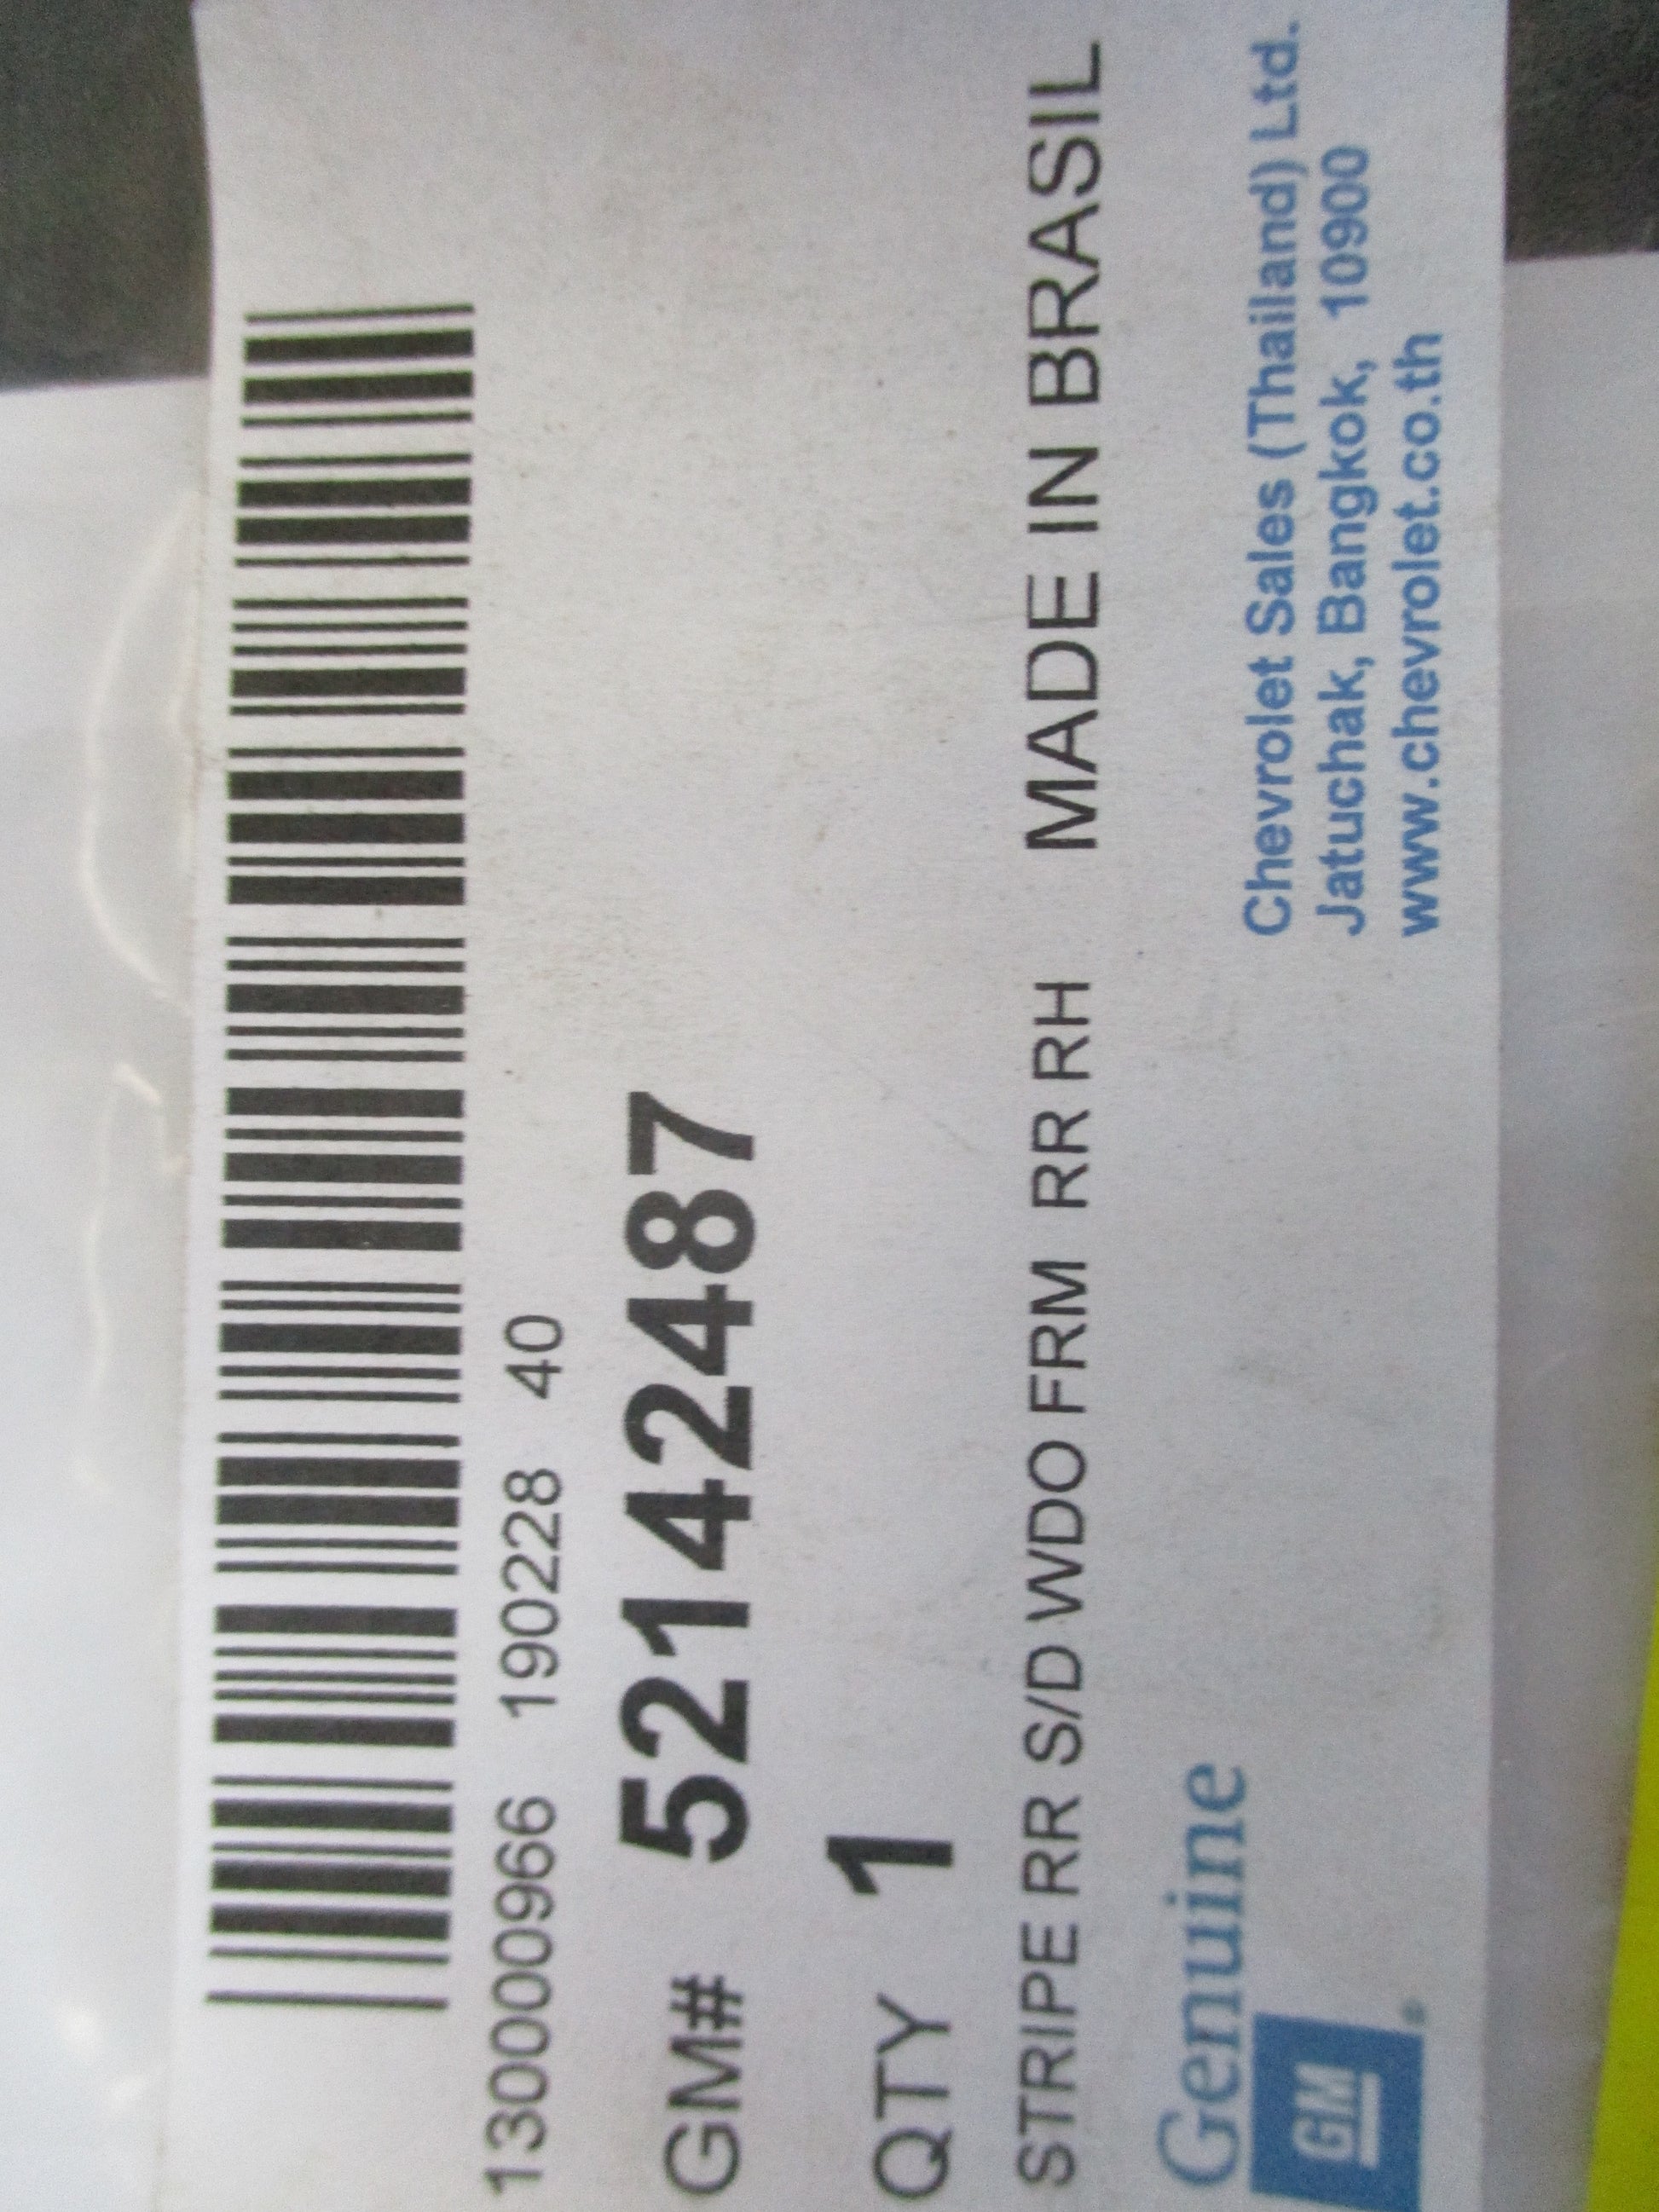 130000966 190228 40
GM# 52142487
QTY 1
STRIPE RR S/D WDO FRM RR RH MADE IN BRASIL
Genuine
GM
Chevrolet Sales (Thailand) Ltd.
Jatuchak, Bangkok, 10900
www.chevrolet.co.th